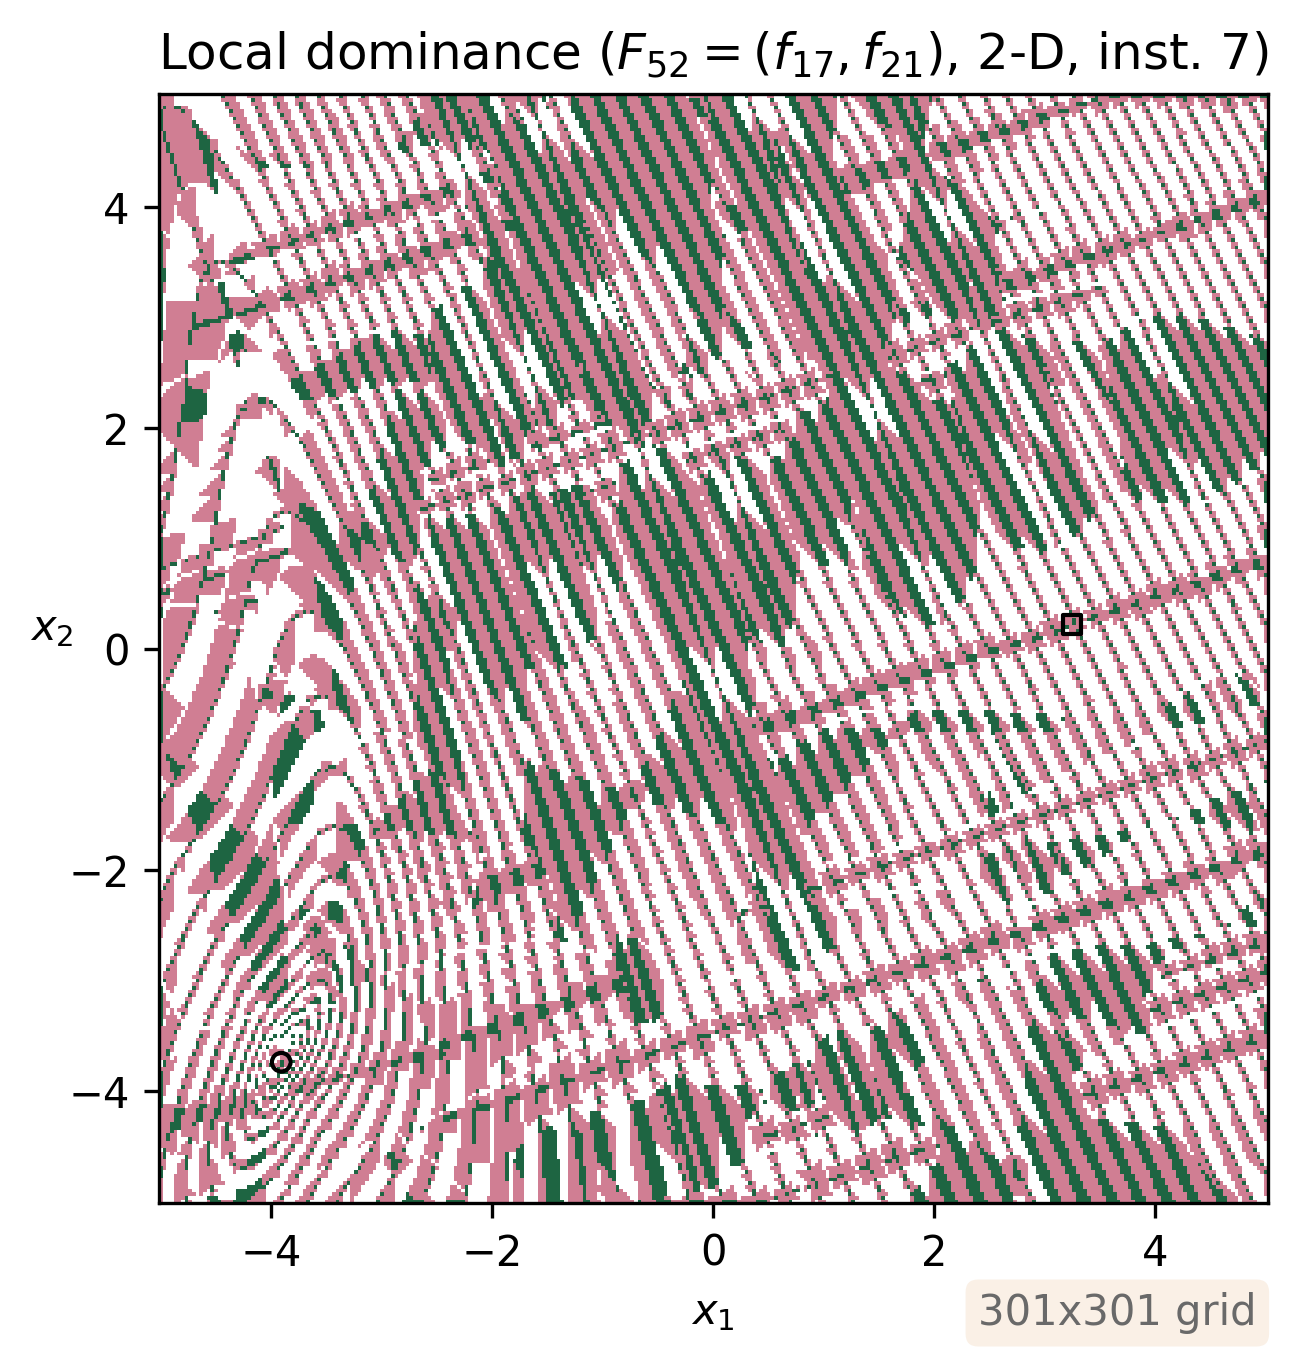 Local dominance (F₅₂ = (f₁₇, f₂₁), 2-D, inst. 7)
4
2
0
−2
−4
x₂
−4
−2
0
2
4
x₁
301x301 grid